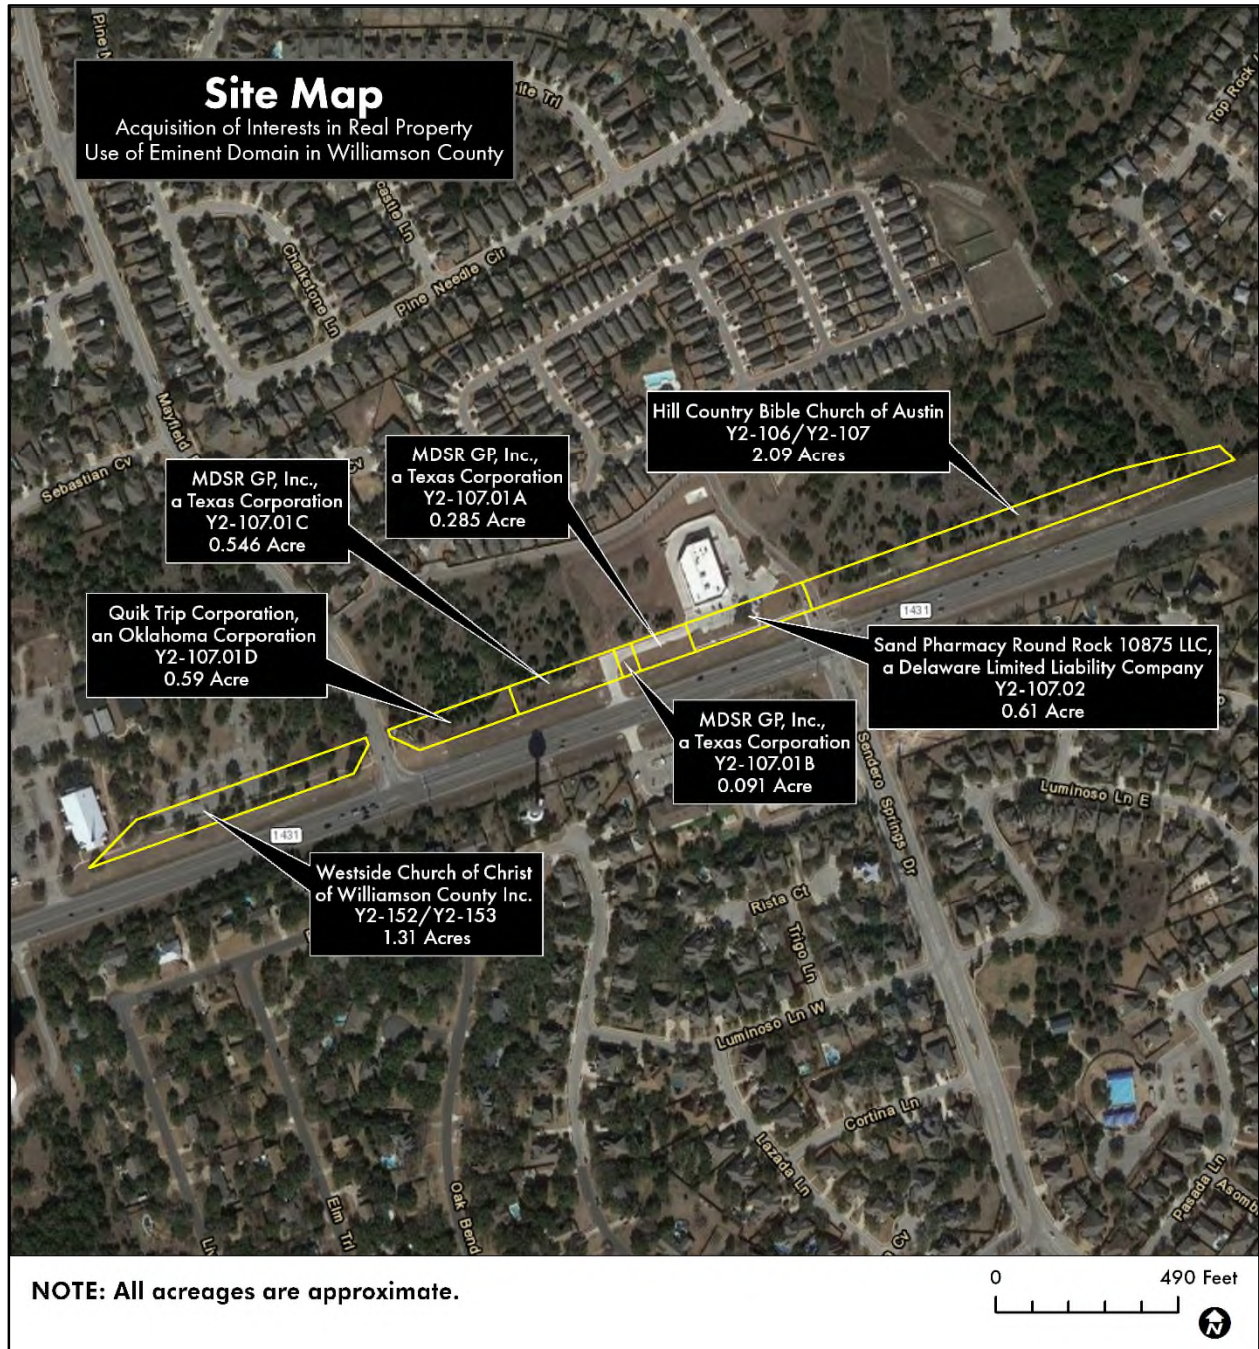 Site Map
Acquisition of Interests in Real Property
Use of Eminent Domain in Williamson County
Top Rock
Chalkstone Ln
Pine Needle Cir
Mayfield
Sebastian Cv
Hill Country Bible Church of Austin
Y2-106/Y2-107
2.09 Acres
MDSR GP, Inc.,
a Texas Corporation
Y2-107.01A
0.285 Acre
MDSR GP, Inc.,
a Texas Corporation
Y2-107.01C
0.546 Acre
Quik Trip Corporation,
an Oklahoma Corporation
Y2-107.01D
0.59 Acre
1431
Sand Pharmacy Round Rock 10875 LLC,
a Delaware Limited Liability Company
Y2-107.02
0.61 Acre
MDSR GP, Inc.,
a Texas Corporation
Y2-107.01B
0.091 Acre
Sendero Springs Dr
Luminoso Ln E
1431
Westside Church of Christ
of Williamson County Inc.
Y2-152/Y2-153
1.31 Acres
Rista Ct
Trigo Ln
Luminoso Ln W
Cortina Ln
Lazada Ln
Pasada Ln
Elm Trl
Oak Bend
Cv
NOTE: All acreages are approximate.
0 490 Feet
N